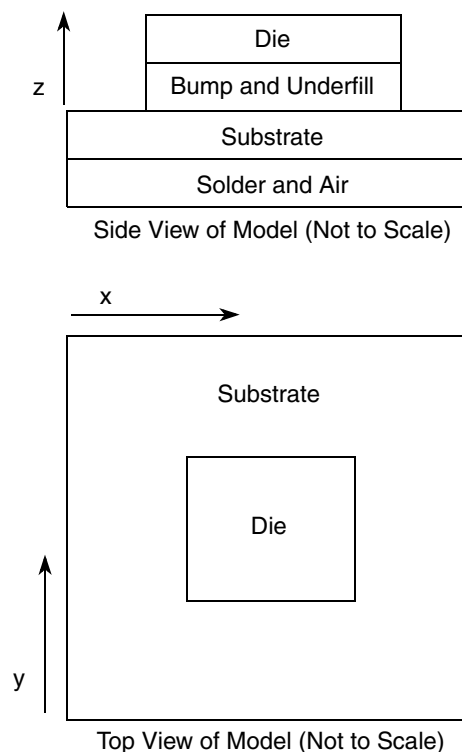 Die
z
Bump and Underfill
Substrate
Solder and Air
Side View of Model (Not to Scale)
x
Substrate
Die
y
Top View of Model (Not to Scale)